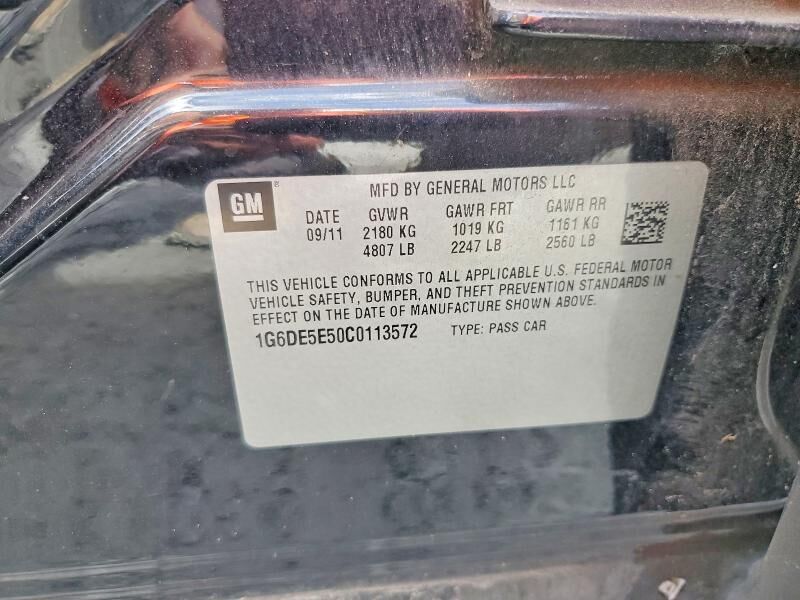 GM ® MFD BY GENERAL MOTORS LLC
DATE GVWR GAWR FRT GAWR RR
09/11 2180 KG 1019 KG 1161 KG
4807 LB 2247 LB 2560 LB
THIS VEHICLE CONFORMS TO ALL APPLICABLE U.S. FEDERAL MOTOR
VEHICLE SAFETY, BUMPER, AND THEFT PREVENTION STANDARDS IN
EFFECT ON THE DATE OF MANUFACTURE SHOWN ABOVE.
1G6DE5E50C0113572 TYPE: PASS CAR